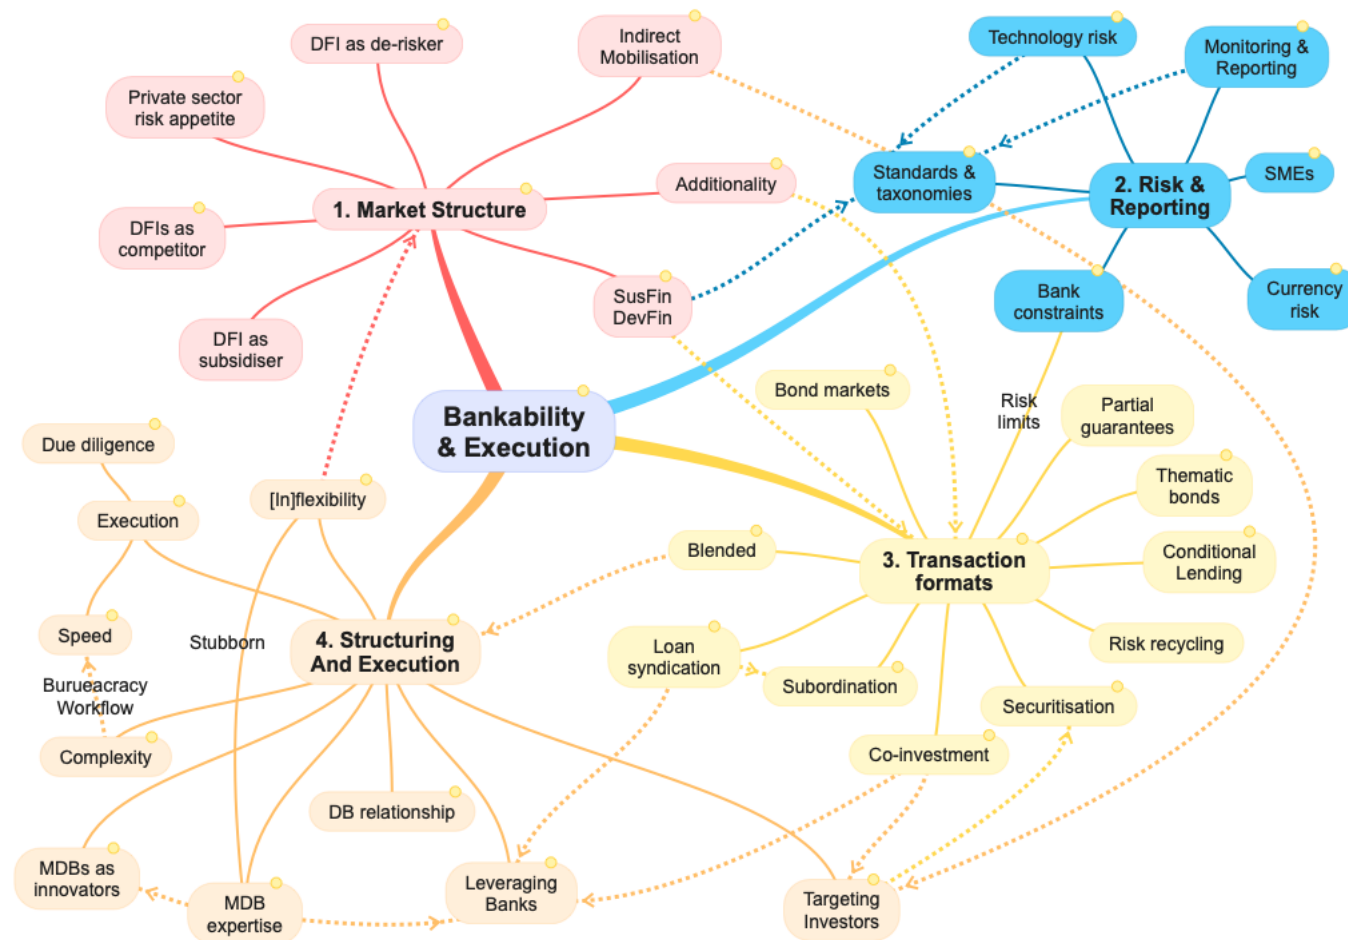 DFI as de-risker
Indirect
Mobilisation
Technology risk
Monitoring &
Reporting
Private sector
risk appetite
Additionality
Standards &
taxonomies
2. Risk &
Reporting
SMEs
1. Market Structure
DFIs as
competitor
SusFin
DevFin
Bank
constraints
Currency
risk
DFI as
subsidiser
Bankability
& Execution
Bond markets
Risk
limits
Partial
guarantees
Due diligence
[In]flexibility
Thematic
bonds
Execution
Blended
3. Transaction
formats
Conditional
Lending
Speed
Stubborn
4. Structuring
And Execution
Loan
syndication
Risk recycling
Burueacracy
Workflow
Subordination
Securitisation
Complexity
Co-investment
DB relationship
MDBs as
innovators
MDB
expertise
Leveraging
Banks
Targeting
Investors